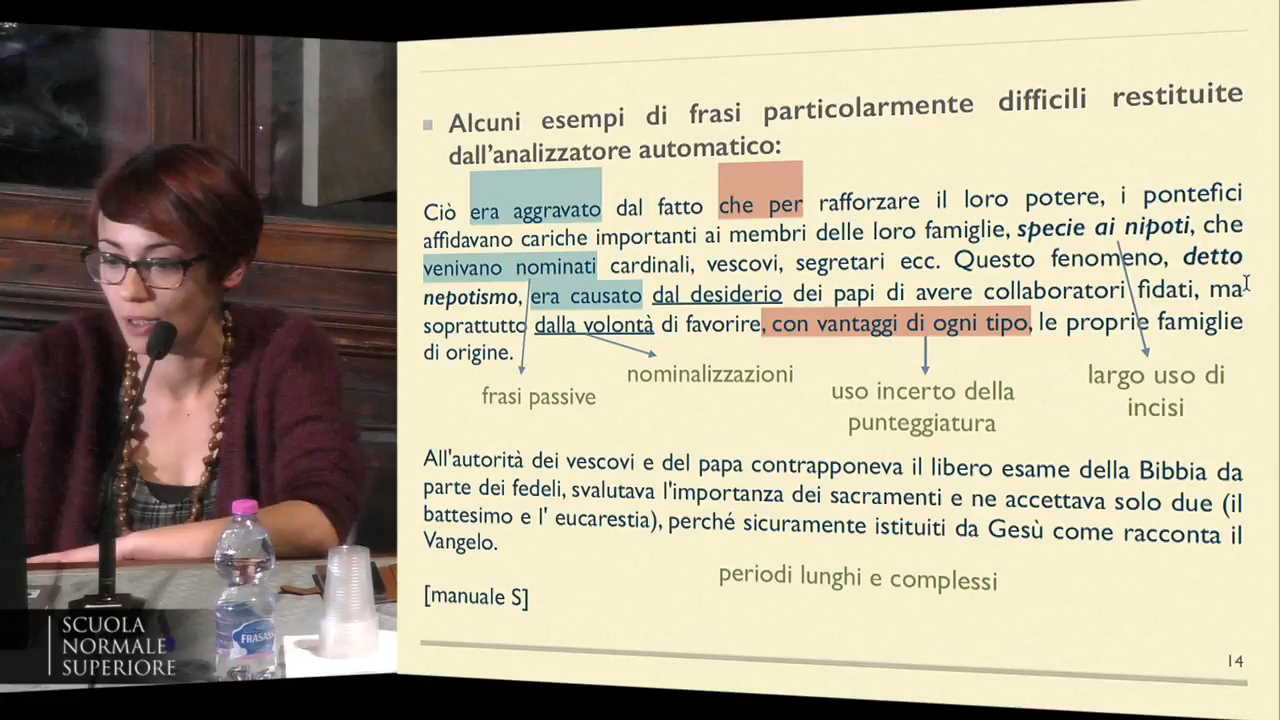 Alcuni esempi di frasi particolarmente difficili restituite
dall'analizzatore automatico:
Ciò era aggravato dal fatto che per rafforzare il loro potere, i pontefici
affidavano cariche importanti ai membri delle loro famiglie, specie ai nipoti, che
venivano nominati cardinali, vescovi, segretari ecc. Questo fenomeno, detto
nepotismo, era causato dal desiderio dei papi di avere collaboratori fidati, ma
soprattutto dalla volontà di favorire, con vantaggi di ogni tipo, le proprie famiglie
di origine.
frasi passive
nominalizzazioni
uso incerto della
punteggiatura
largo uso di
incisi
All'autorità dei vescovi e del papa contrapponeva il libero esame della Bibbia da
parte dei fedeli, svalutava l'importanza dei sacramenti e ne accettava solo due (il
battesimo e l' eucarestia), perché sicuramente istituiti da Gesù come racconta il
Vangelo.
periodi lunghi e complessi
[manuale S]
14
SCUOLA
NORMALE
SUPERIORE
FRASASSI